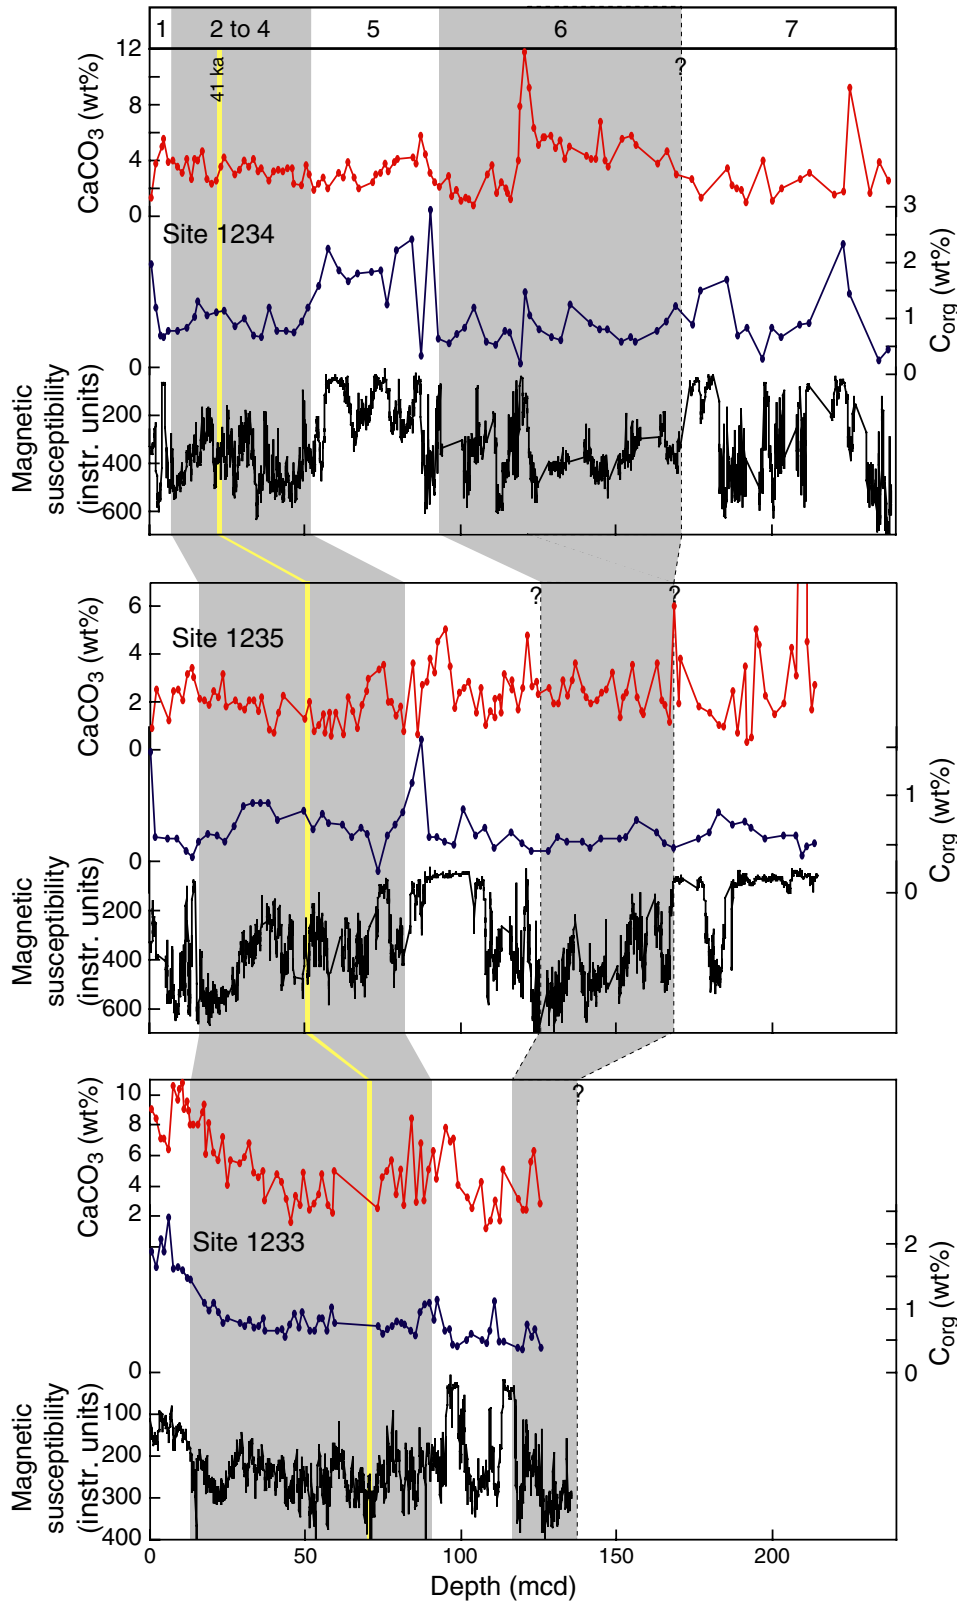 1 2 to 4 5 6 7
12
8
4
0
CaCO3 (wt%)
41 ka
?
Site 1234
3
2
1
0
Corg (wt%)
0
200
400
600
Magnetic
susceptibility
(instr. units)
6
4
2
0
CaCO3 (wt%)
? ?
Site 1235
1
0
Corg (wt%)
0
200
400
600
Magnetic
susceptibility
(instr. units)
10
8
6
4
2
CaCO3 (wt%)
?
Site 1233
2
1
0
Corg (wt%)
0
100
200
300
400
Magnetic
susceptibility
(instr. units)
0 50 100 150 200
Depth (mcd)